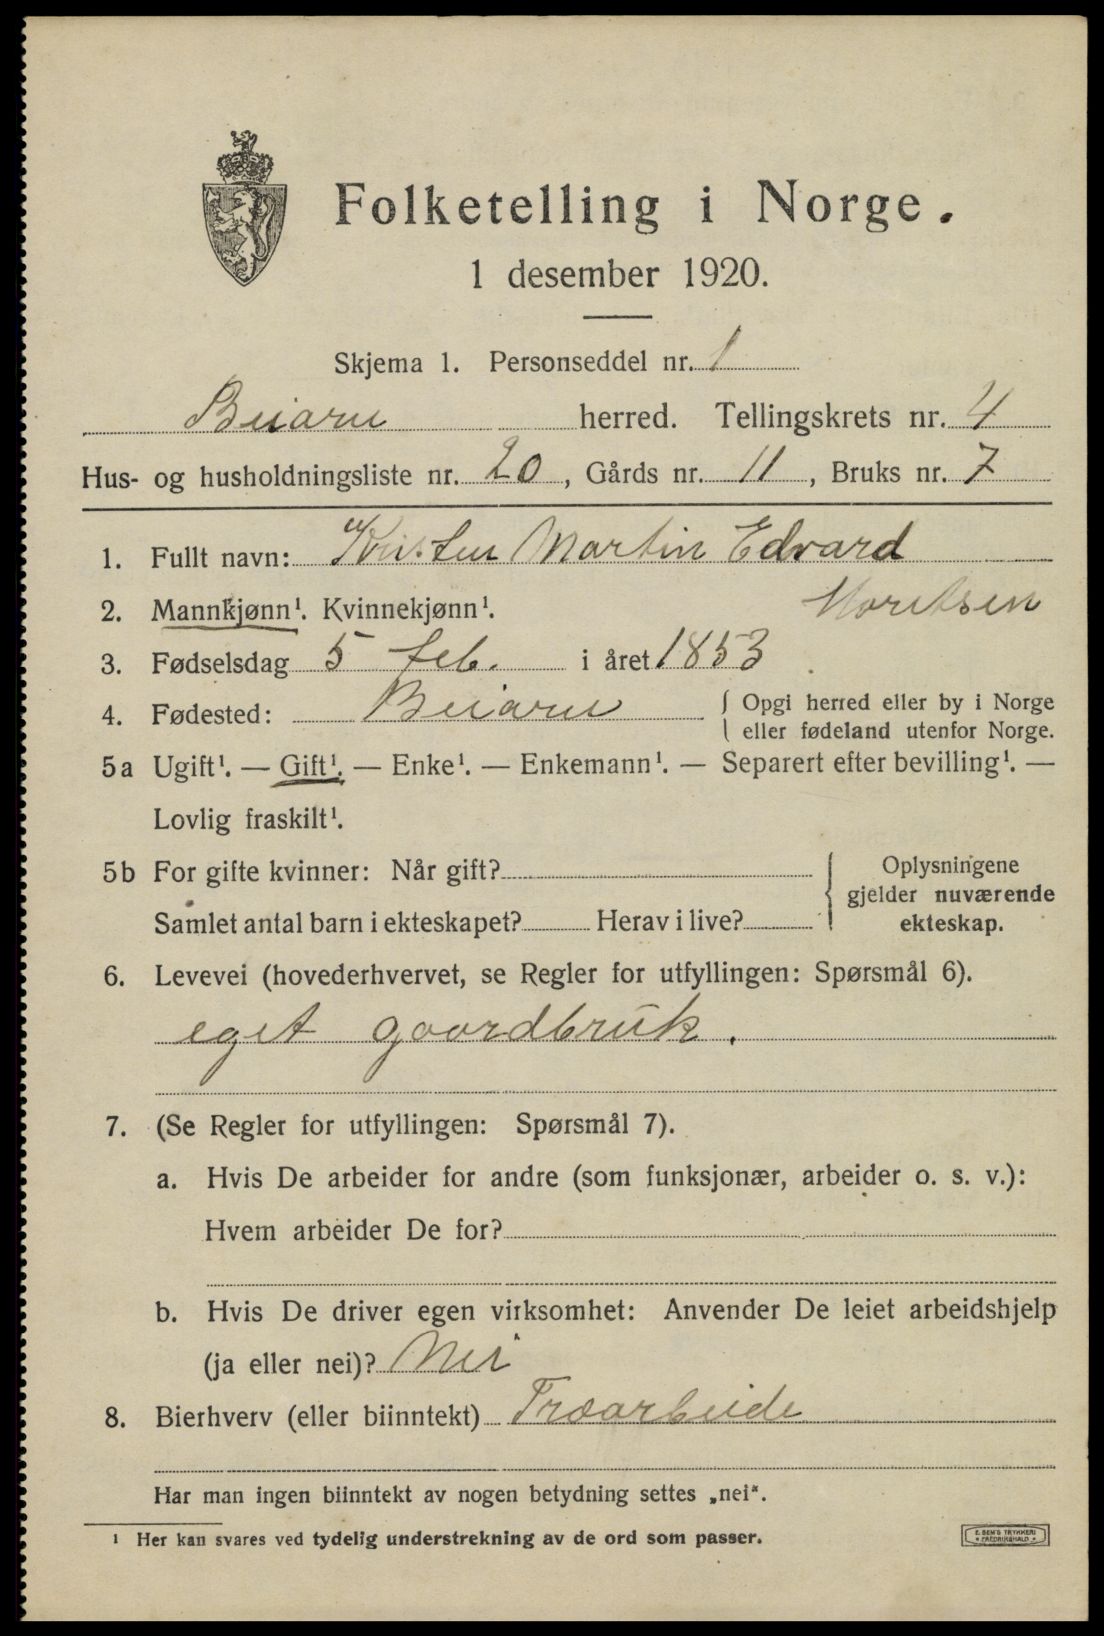 Folketelling i Norge.
1 desember 1920.
Skjema 1. Personseddel nr. 1
Beiarn herred. Tellingskrets nr. 4
Hus- og husholdningsliste nr. 20, Gårds nr. 11, Bruks nr. 7
1. Fullt navn: Kristen Martin Edvard
Moritsen
2. Mannkjønn¹. Kvinnekjønn¹.
3. Fødselsdag 5 feb. i året 1853
4. Fødested: Beiarn { Opgi herred eller by i Norge
eller fødeland utenfor Norge.
5a Ugift¹. — Gift¹. — Enke¹. — Enkemann¹. — Separert efter bevilling¹. —
Lovlig fraskilt¹.
5b For gifte kvinner: Når gift?
Samlet antal barn i ekteskapet? Herav i live?
{ Oplysningene
gjelder nuværende
ekteskap.
6. Levevei (hovederhvervet, se Regler for utfyllingen: Spørsmål 6).
eget gaardbruk.
7. (Se Regler for utfyllingen: Spørsmål 7).
a. Hvis De arbeider for andre (som funksjonær, arbeider o. s. v.):
Hvem arbeider De for?
b. Hvis De driver egen virksomhet: Anvender De leiet arbeidshjelp
(ja eller nei)? Nei
8. Bierhverv (eller biinntekt) Træarbeide
Har man ingen biinntekt av nogen betydning settes „nei".
¹ Her kan svares ved tydelig understrekning av de ord som passer.
E. SEM'S TRYKKERI
FREDRIKSHALD